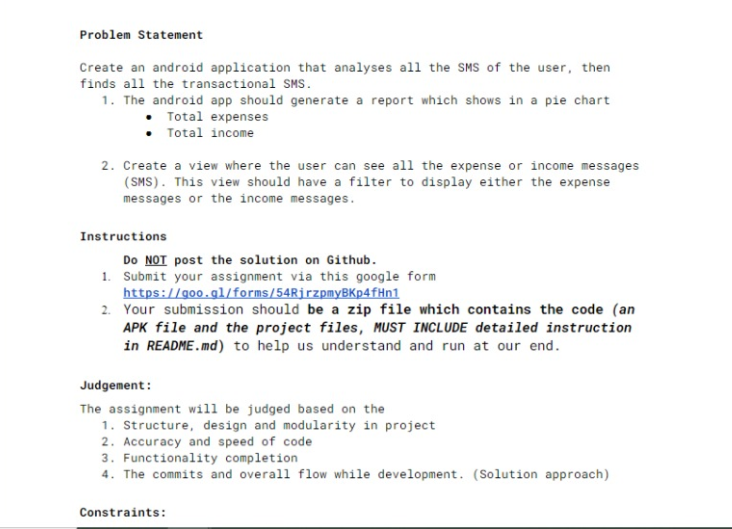 Problem Statement
Create an android application that analyses all the SMS of the user, then
finds all the transactional SMS.
1. The android app should generate a report which shows in a pie chart
• Total expenses
• Total income
2. Create a view where the user can see all the expense or income messages
(SMS). This view should have a filter to display either the expense
messages or the income messages.
Instructions
Do NOT post the solution on Github.
1. Submit your assignment via this google form
https://goo.gl/forms/54RjrzpmyBKp4fHn1
2. Your submission should be a zip file which contains the code (an
APK file and the project files, MUST INCLUDE detailed instruction
in README.md) to help us understand and run at our end.
Judgement:
The assignment will be judged based on the
1. Structure, design and modularity in project
2. Accuracy and speed of code
3. Functionality completion
4. The commits and overall flow while development. (Solution approach)
Constraints: